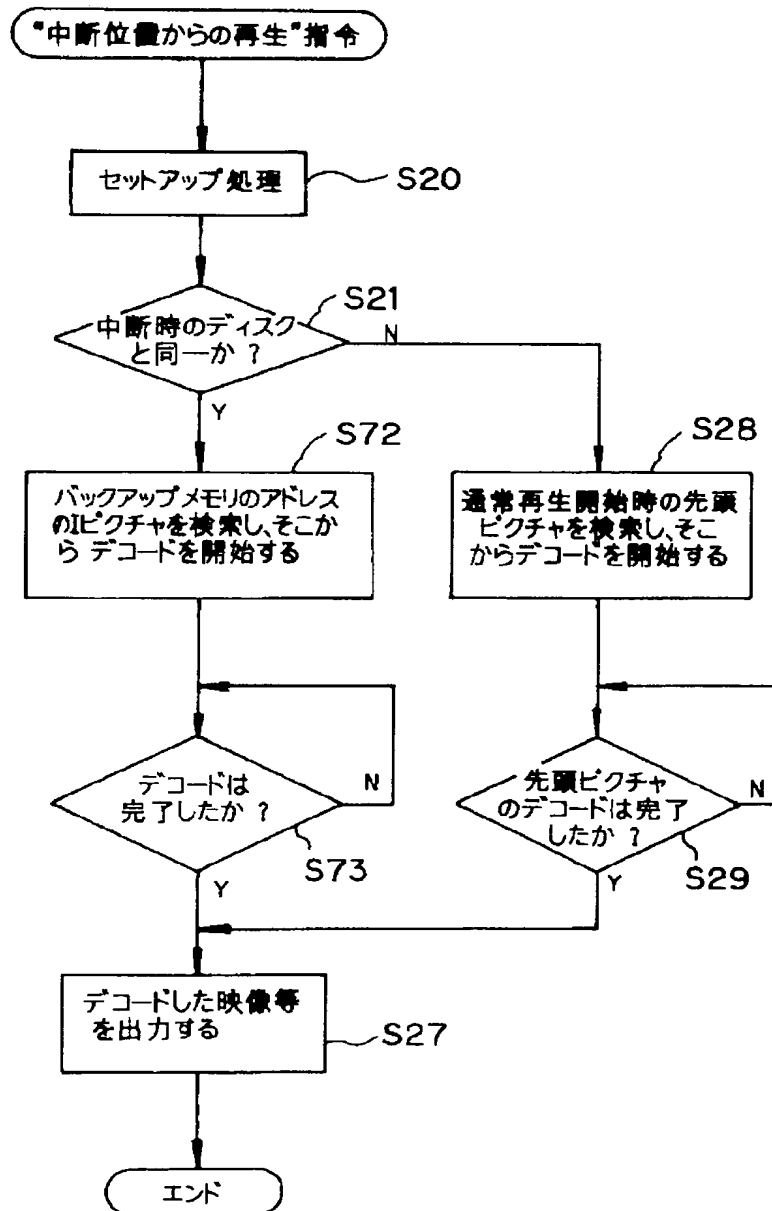 "中断位置からの再生"指令
セットアップ処理
S20
S21
中断時のディスク
と同一か？
N
Y
S72
バックアップメモリのアドレス
のIピクチャを検索し、そこか
ら デコードを開始する
S28
通常再生開始時の先頭
ピクチャを検索し、そこ
からデコードを開始する
デコードは
完了したか？
N
S73
Y
先頭ピクチャ
のデコードは完了
したか？
N
S29
Y
デコードした映像等
を出力する
S27
エンド